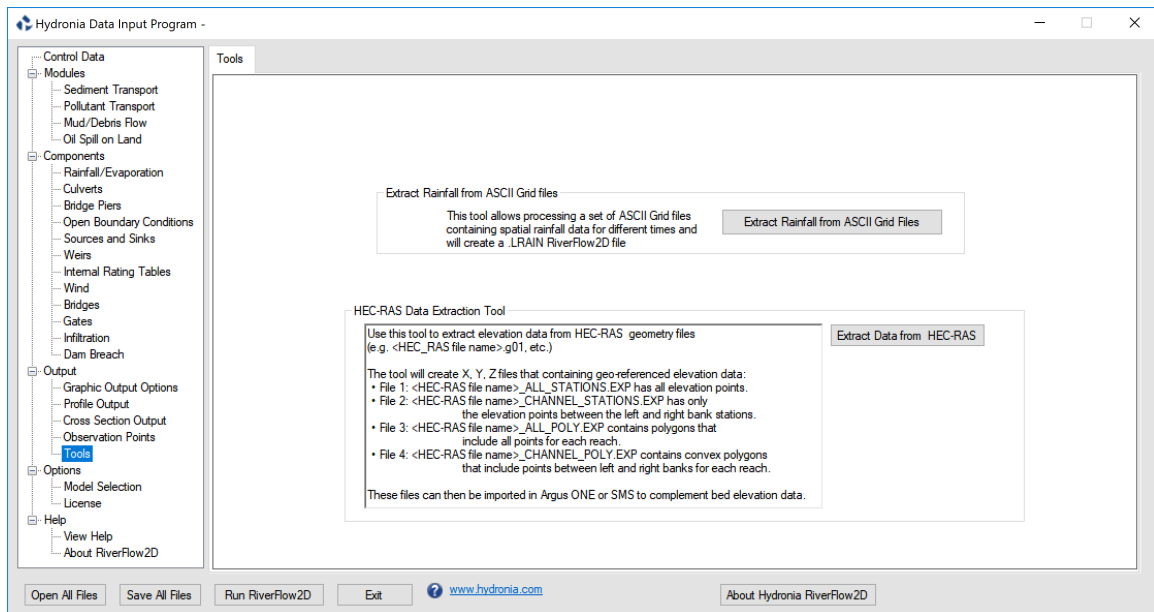 Hydronia Data Input Program -
Control Data
Modules
Sediment Transport
Pollutant Transport
Mud/Debris Flow
Oil Spill on Land
Components
Rainfall/Evaporation
Culverts
Bridge Piers
Open Boundary Conditions
Sources and Sinks
Weirs
Internal Rating Tables
Wind
Bridges
Gates
Infiltration
Dam Breach
Output
Graphic Output Options
Profile Output
Cross Section Output
Observation Points
Tools
Options
Model Selection
License
Help
View Help
About RiverFlow2D
Tools
Extract Rainfall from ASCII Grid files
This tool allows processing a set of ASCII Grid files
containing spatial rainfall data for different times and
will create a .LRAIN RiverFlow2D file
Extract Rainfall from ASCII Grid Files
HEC-RAS Data Extraction Tool
Use this tool to extract elevation data from HEC-RAS geometry files
(e.g. <HEC_RAS file name>.g01, etc.)
The tool will create X, Y, Z files that containing geo-referenced elevation data:
• File 1: <HEC-RAS file name>_ALL_STATIONS.EXP has all elevation points.
• File 2: <HEC-RAS file name>_CHANNEL_STATIONS.EXP has only
the elevation points between the left and right bank stations.
• File 3: <HEC-RAS file name>_ALL_POLY.EXP contains polygons that
include all points for each reach.
• File 4: <HEC-RAS file name>_CHANNEL_POLY.EXP contains convex polygons
that include points between left and right banks for each reach.
These files can then be imported in Argus ONE or SMS to complement bed elevation data.
Extract Data from HEC-RAS
Open All Files
Save All Files
Run RiverFlow2D
Exit
? www.hydronia.com
About Hydronia RiverFlow2D